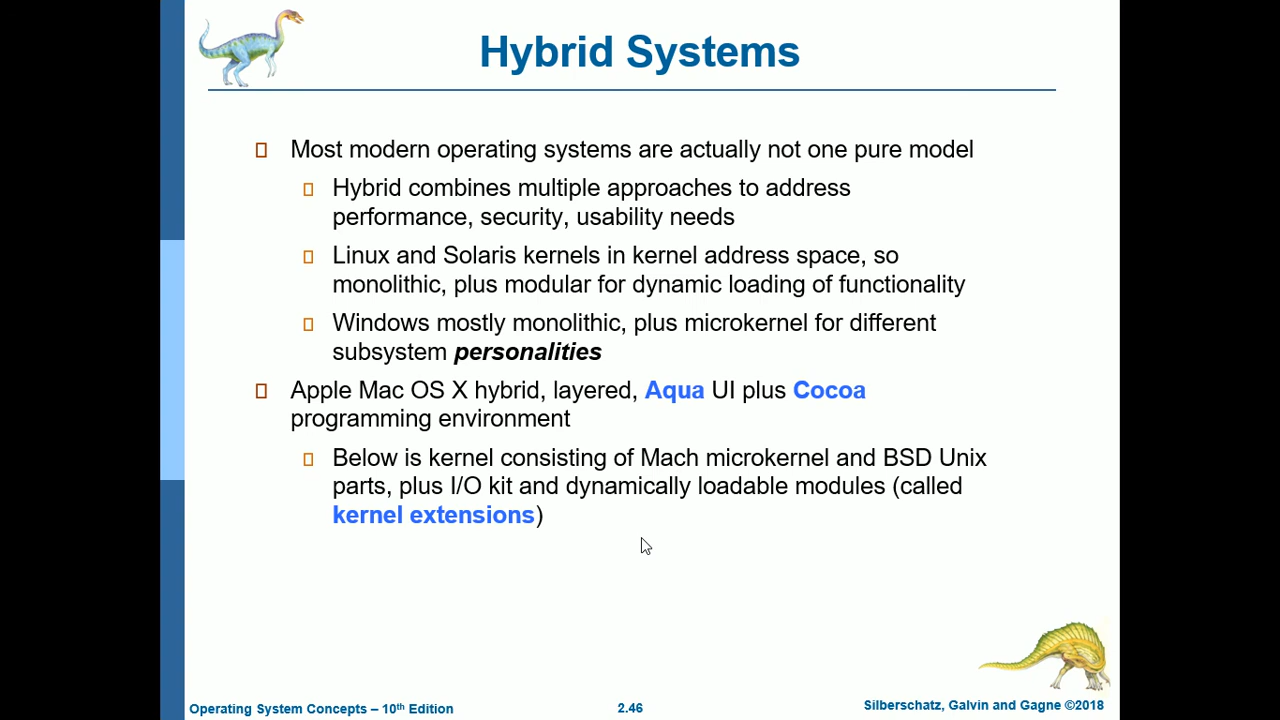 Hybrid Systems
Most modern operating systems are actually not one pure model
Hybrid combines multiple approaches to address
performance, security, usability needs
Linux and Solaris kernels in kernel address space, so
monolithic, plus modular for dynamic loading of functionality
Windows mostly monolithic, plus microkernel for different
subsystem personalities
Apple Mac OS X hybrid, layered, Aqua UI plus Cocoa
programming environment
Below is kernel consisting of Mach microkernel and BSD Unix
parts, plus I/O kit and dynamically loadable modules (called
kernel extensions)
Operating System Concepts – 10th Edition
2.46
Silberschatz, Galvin and Gagne ©2018